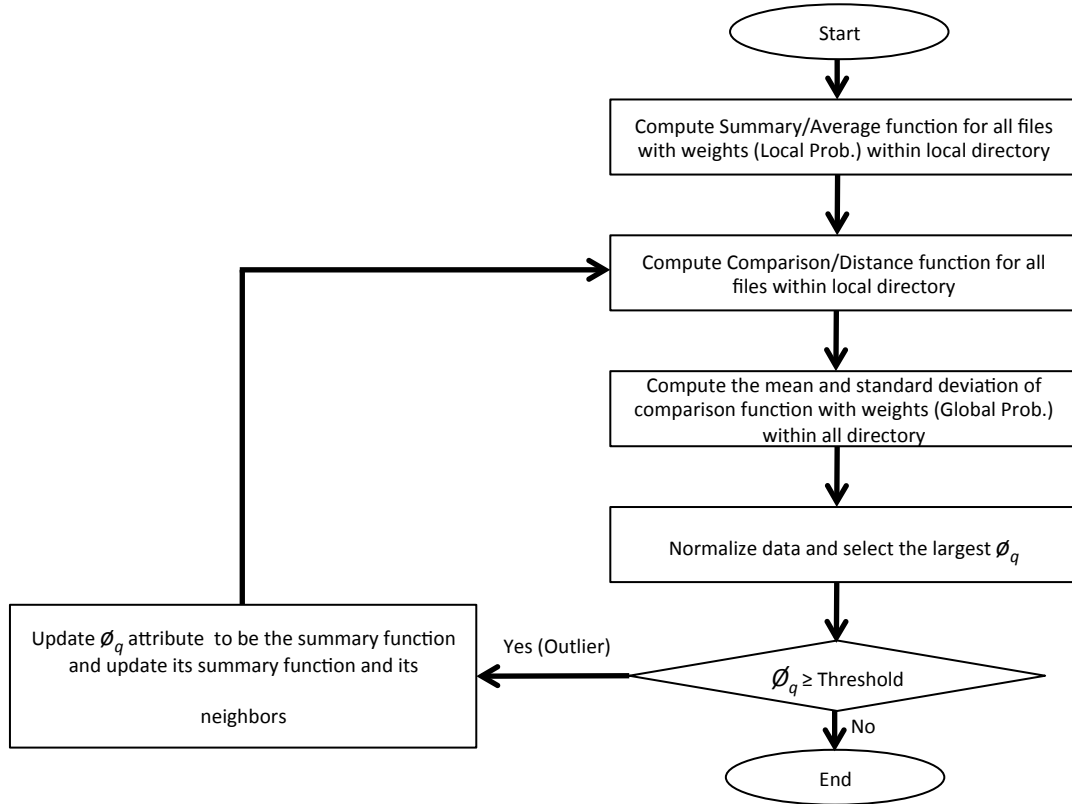 Start
Compute Summary/Average function for all files
with weights (Local Prob.) within local directory
Compute Comparison/Distance function for all
files within local directory
Compute the mean and standard deviation of
comparison function with weights (Global Prob.)
within all directory
Normalize data and select the largest Ø_q
Update Ø_q attribute to be the summary function
and update its summary function and its
neighbors
Yes (Outlier)
Ø_q ≥ Threshold
No
End